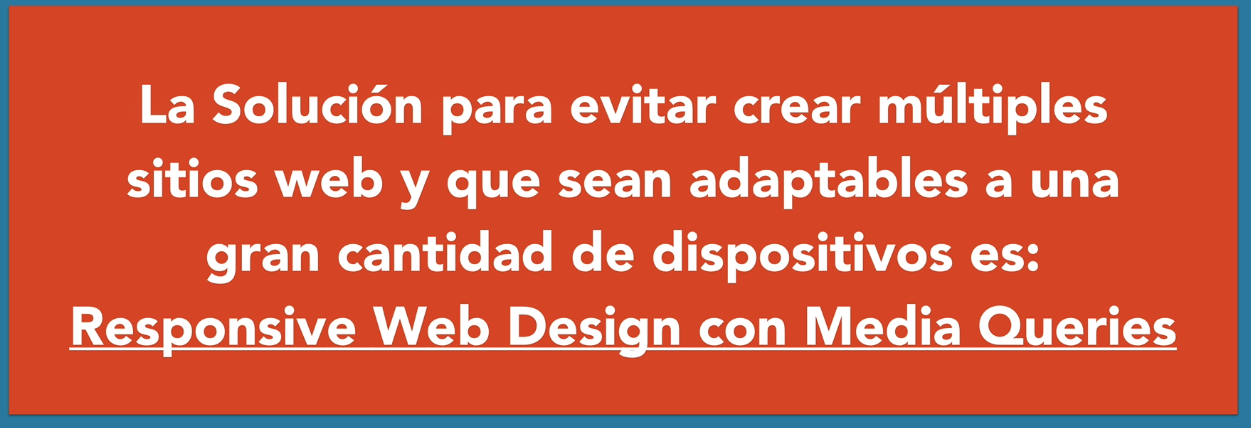 La Solución para evitar crear múltiples
sitios web y que sean adaptables a una
gran cantidad de dispositivos es:
Responsive Web Design con Media Queries